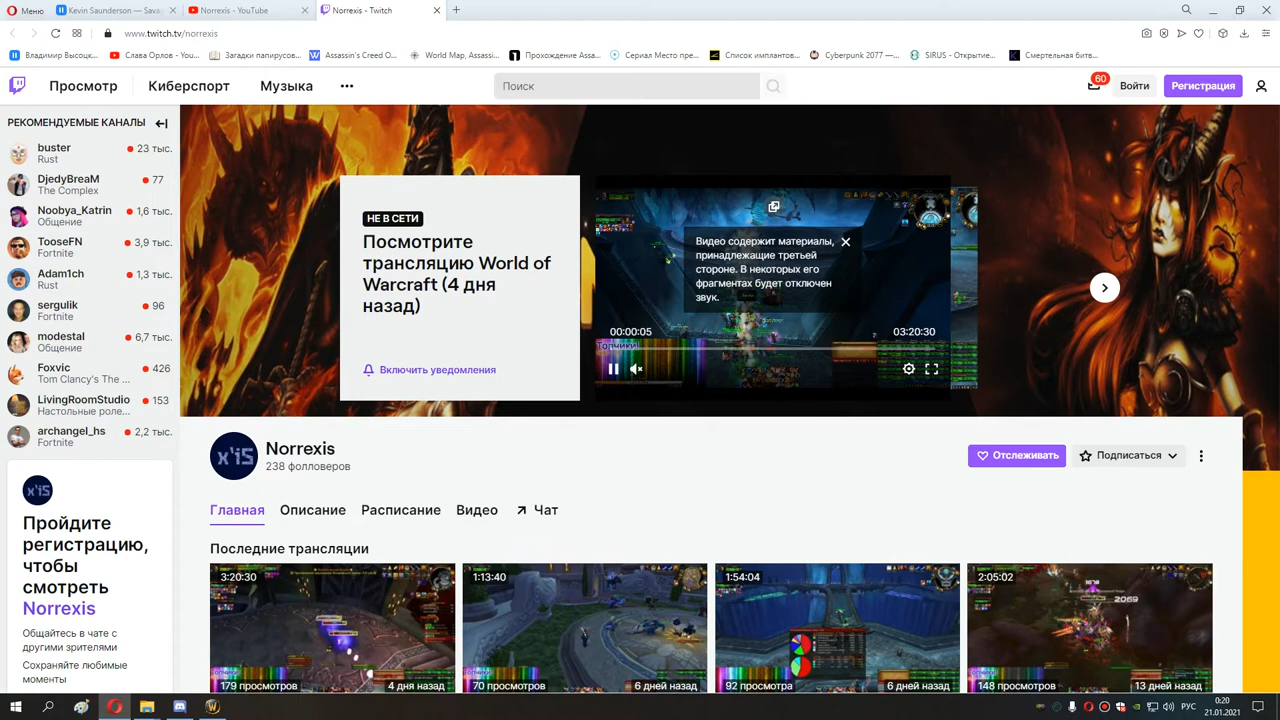 Меню
Kevin Saunderson — Sava
Norrexis - YouTube
Norrexis - Twitch
www.twitch.tv/norrexis
Владимир Высоцк...
Слава Орлов - You...
Загадки папирусов...
Assassin's Creed O...
World Map, Assassi...
Прохождение Assa...
Сериал Место пре...
Список имплантов...
Cyberpunk 2077 —...
SIRUS - Открытие...
Смертельная битв...
Просмотр
Киберспорт
Музыка
Поиск
60
Войти
Регистрация
РЕКОМЕНДУЕМЫЕ КАНАЛЫ
buster
23 тыс.
Rust
DjedyBreaM
77
The Complex
Noobya_Katrin
1,6 тыс.
Общение
TooseFN
3,9 тыс.
Fortnite
Adam1ch
1,3 тыс.
Rust
sergulik
96
Fortnite
modestal
6,7 тыс.
Общение
Foxvic
426
Tom Clancy's The ...
LivingRoomStudio
153
Настольные роле...
archangel_hs
2,2 тыс.
Fortnite
x'iS
Пройдите
регистрацию,
чтобы
смотреть
Norrexis
Общайтесь в чате с
другими зрителями
Сохраняйте любимые
моменты
НЕ В СЕТИ
Посмотрите
трансляцию World of
Warcraft (4 дня
назад)
Включить уведомления
Видео содержит материалы,
принадлежащие третьей
стороне. В некоторых его
фрагментах будет отключен
звук.
00:00:05
03:20:30
Топчики!
x'iS
Norrexis
238 фолловеров
Отслеживать
Подписаться
Главная
Описание
Расписание
Видео
Чат
Последние трансляции
3:20:30
1:13:40
1:54:04
2:05:02
2069
179 просмотров
4 дня назад
70 просмотров
6 дней назад
92 просмотра
6 дней назад
148 просмотров
13 дней назад
РУС
0:20
21.01.2021